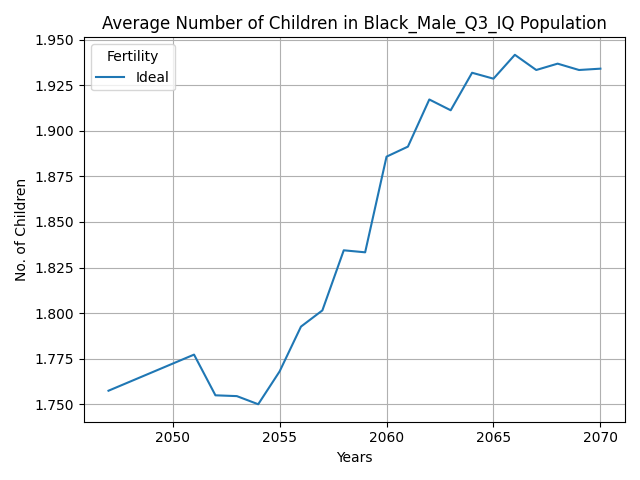 Average Number of Children in Black_Male_Q3_IQ Population
Fertility
Ideal
No. of Children
1.950
1.925
1.900
1.875
1.850
1.825
1.800
1.775
1.750
2050 2055 2060 2065 2070
Years